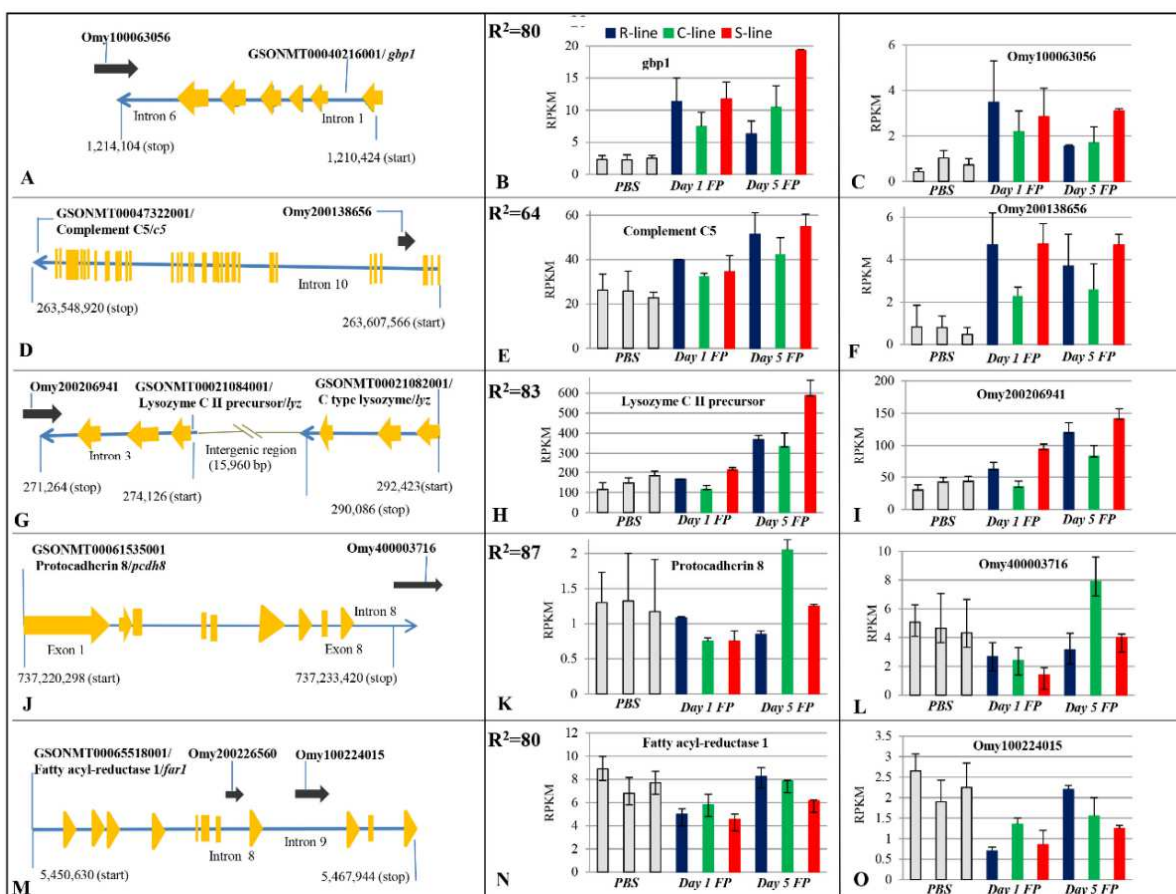 Omy100063056
GSONMT00040216001/ gbp1
Intron 6
Intron 1
1,214,104 (stop)
1,210,424 (start)
A
R²=80
R-line C-line S-line
gbp1
RPKM
20
15
10
5
0
PBS Day 1 FP Day 5 FP
B
Omy100063056
RPKM
6
4
2
0
PBS Day 1 FP Day 5 FP
C
GSONMT00047322001/
Complement C5/c5
Omy200138656
Intron 10
263,548,920 (stop)
263,607,566 (start)
D
R²=64
Complement C5
RPKM
60
40
20
0
PBS Day 1 FP Day 5 FP
E
Omy200138656
RPKM
6
4
2
0
PBS Day 1 FP Day 5 FP
F
Omy200206941
GSONMT00021084001/
Lysozyme C II precursor/lyz
GSONMT00021082001/
C type lysozyme/lyz
Intron 3
Intergenic region
(15,960 bp)
271,264 (stop)
274,126 (start)
292,423(start)
290,086 (stop)
G
R²=83
Lysozyme C II precursor
RPKM
600
500
400
300
200
100
0
PBS Day 1 FP Day 5 FP
H
Omy200206941
RPKM
200
150
100
50
0
PBS Day 1 FP Day 5 FP
I
GSONMT00061535001
Protocadherin 8/pcdh8
Omy400003716
Intron 8
Exon 1
Exon 8
737,220,298 (start)
737,233,420 (stop)
J
R²=87
Protocadherin 8
RPKM
2
1.5
1
0.5
0
PBS Day 1 FP Day 5 FP
K
Omy400003716
RPKM
10
8
6
4
2
0
PBS Day 1 FP Day 5 FP
L
GSONMT00065518001/
Fatty acyl-reductase 1/far1
Omy200226560
Omy100224015
Intron 8
Intron 9
5,450,630 (start)
5,467,944 (stop)
M
R²=80
Fatty acyl-reductase 1
RPKM
12
10
8
6
4
2
0
PBS Day 1 FP Day 5 FP
N
Omy100224015
RPKM
3.5
3
2.5
2
1.5
1
0.5
0
PBS Day 1 FP Day 5 FP
O